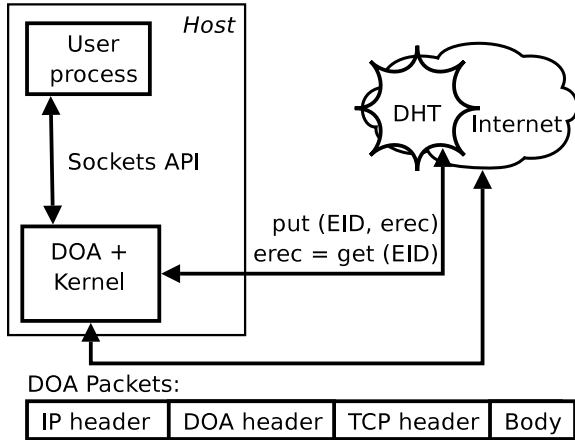 Host
User
process
DHT
Internet
Sockets API
put (EID, erec)
erec = get (EID)
DOA +
Kernel
DOA Packets:
IP header DOA header TCP header Body